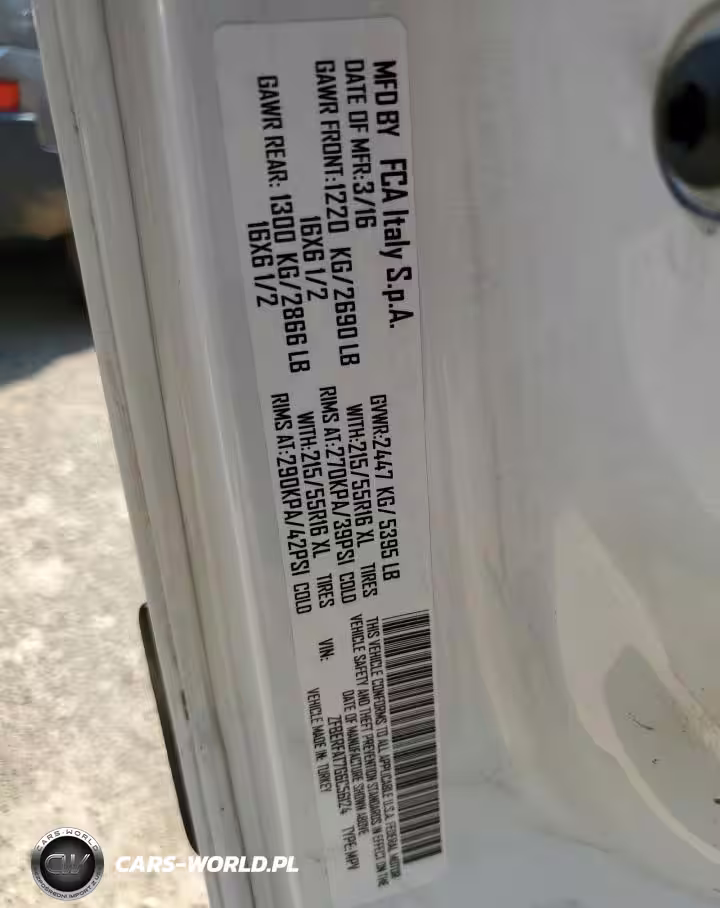 MFD BY FCA Italy S.p.A.
DATE OF MFR:3/16 GVWR:2447 KG/ 5395 LB
GAWR FRONT:1220 KG/2690 LB WITH:215/55R16 XL TIRES
16X6 1/2 RIMS AT:270KPA/39PSI COLD
GAWR REAR: 1300 KG/2866 LB WITH:215/55R16 XL TIRES
16X6 1/2 RIMS AT:290KPA/42PSI COLD
THIS VEHICLE CONFORMS TO ALL APPLICABLE U.S.A. FEDERAL MOTOR
VEHICLE SAFETY AND THEFT PREVENTION STANDARDS IN EFFECT ON THE
DATE OF MANUFACTURE SHOWN ABOVE
VIN: TYPE:MPV
VEHICLE MADE IN: TURKEY
CARS-WORLD
CW
CARS-WORLD.PL